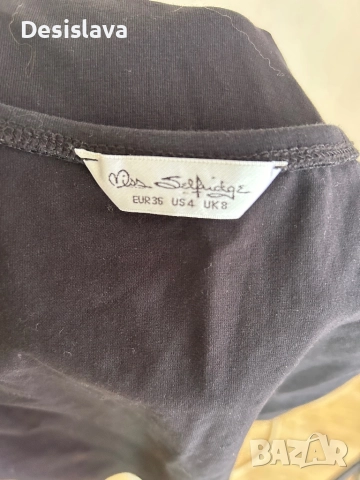 Desislava
Miss Selfridge
EUR36 US4 UK8
BAZAR